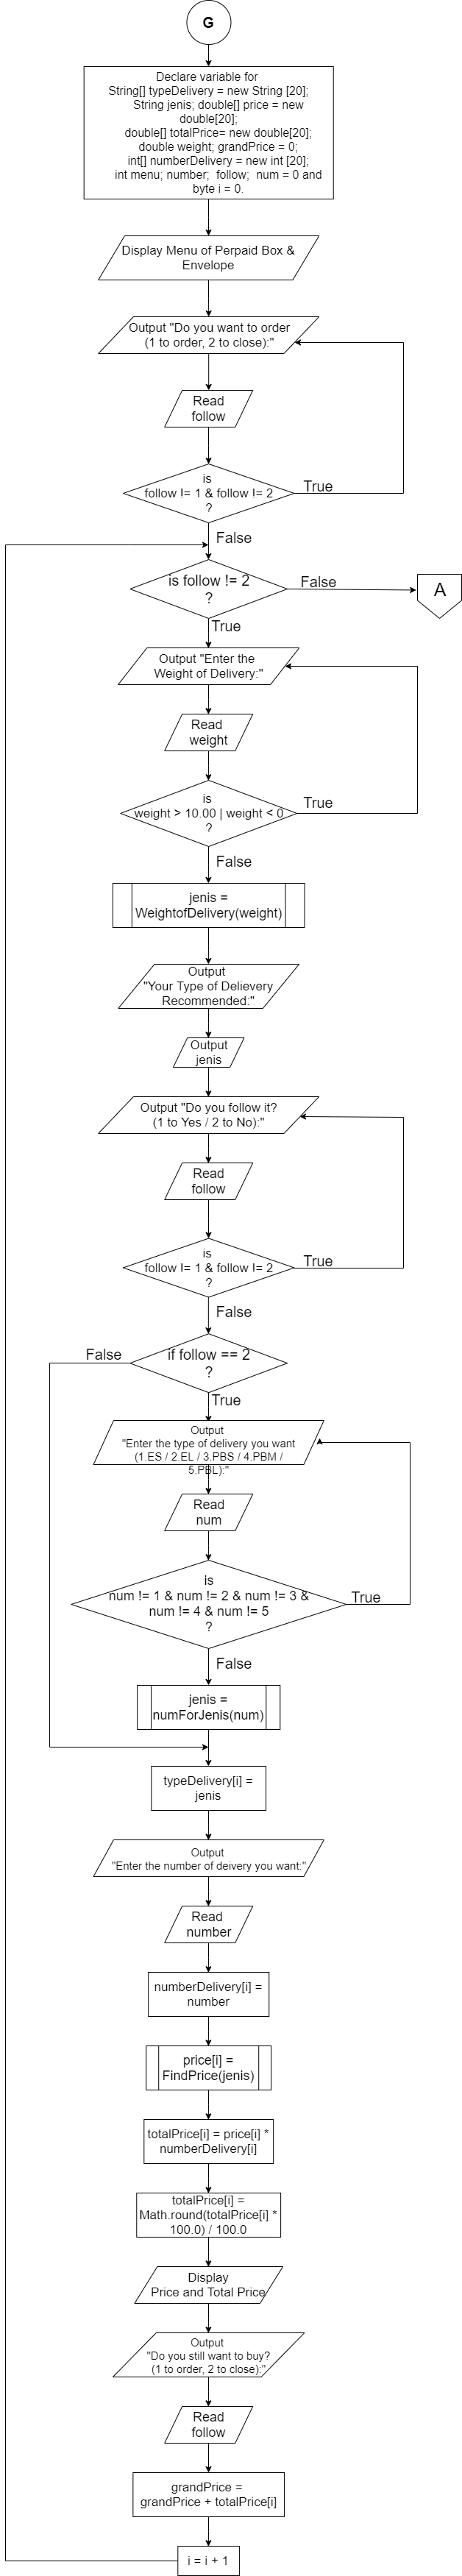 G
Declare variable for
String[] typeDelivery = new String [20];
String jenis; double[] price = new
double[20];
double[] totalPrice= new double[20];
double weight; grandPrice = 0;
int[] numberDelivery = new int [20];
int menu; number; follow; num = 0 and
byte i = 0.
Display Menu of Perpaid Box &
Envelope
Output "Do you want to order
(1 to order, 2 to close):"
Read
follow
is
follow != 1 & follow != 2
?
True
False
is follow != 2
?
False
A
True
Output "Enter the
Weight of Delivery:"
Read
weight
is
weight > 10.00 | weight < 0
?
True
False
jenis =
WeightofDelivery(weight)
Output
"Your Type of Delievery
Recommended:"
Output
jenis
Output "Do you follow it?
(1 to Yes / 2 to No):"
Read
follow
is
follow != 1 & follow != 2
?
True
False
if follow == 2
?
False
True
Output
"Enter the type of delivery you want
(1.ES / 2.EL / 3.PBS / 4.PBM /
5.PBL):"
Read
num
is
num != 1 & num != 2 & num != 3 &
num != 4 & num != 5
?
True
False
jenis =
numForJenis(num)
typeDelivery[i] =
jenis
Output
"Enter the number of deivery you want:"
Read
number
numberDelivery[i] =
number
price[i] =
FindPrice(jenis)
totalPrice[i] = price[i] *
numberDelivery[i]
totalPrice[i] =
Math.round(totalPrice[i] *
100.0) / 100.0
Display
Price and Total Price
Output
"Do you still want to buy?
(1 to order, 2 to close):"
Read
follow
grandPrice =
grandPrice + totalPrice[i]
i = i + 1